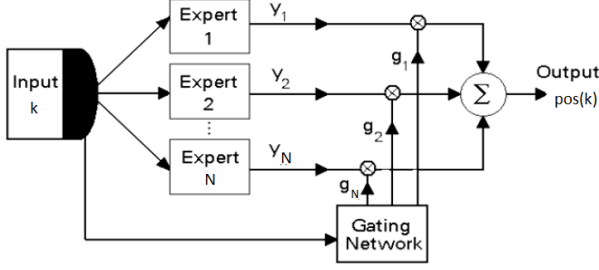 Input
k
Expert
1
Y1
g1
Expert
2
Y2
g2
Expert
N
YN
gN
Σ
Output
pos(k)
Gating
Network